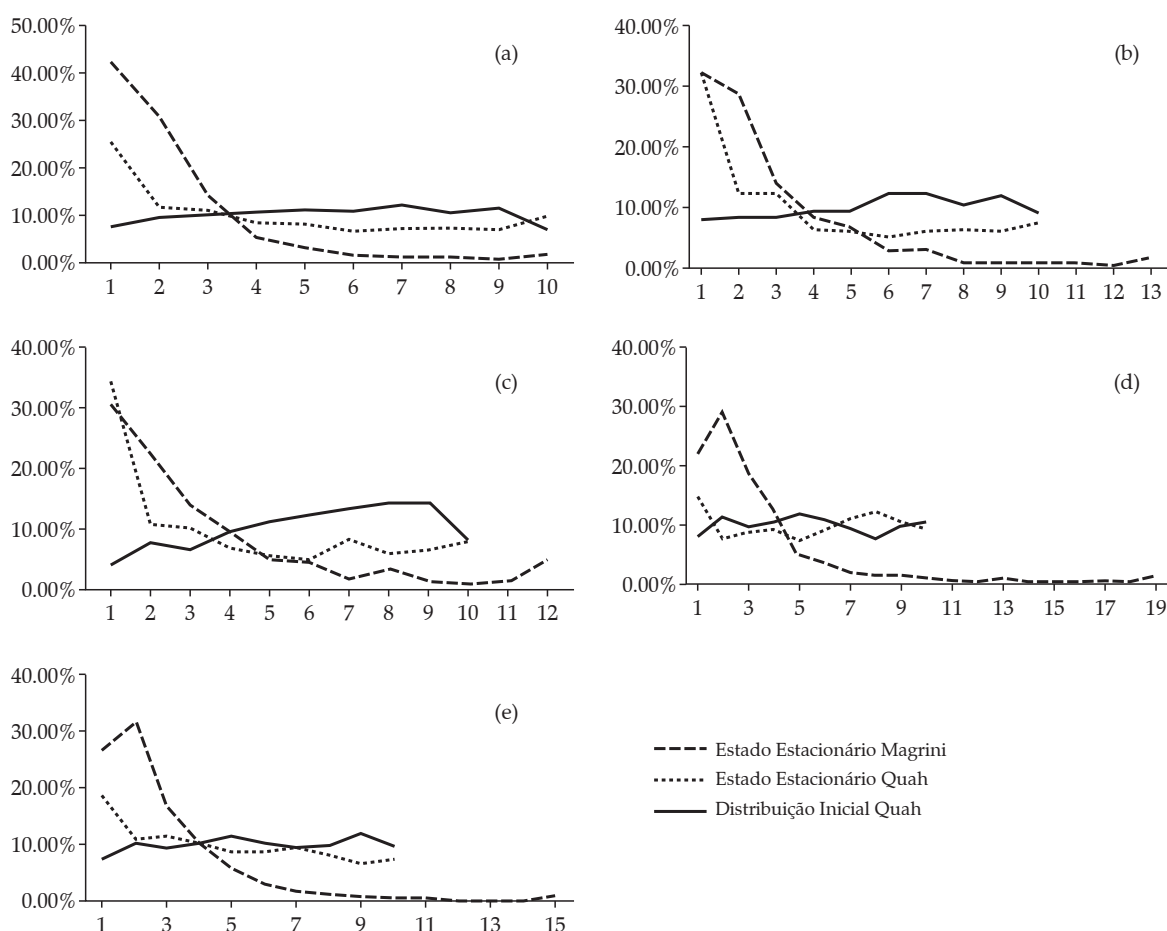 50.00%
40.00%
30.00%
20.00%
10.00%
0.00%
(a)
1 2 3 4 5 6 7 8 9 10
40.00%
30.00%
20.00%
10.00%
0.00%
(b)
1 2 3 4 5 6 7 8 9 10 11 12 13
40.00%
30.00%
20.00%
10.00%
0.00%
(c)
1 2 3 4 5 6 7 8 9 10 11 12
40.00%
30.00%
20.00%
10.00%
0.00%
(d)
1 3 5 7 9 11 13 15 17 19
40.00%
30.00%
20.00%
10.00%
0.00%
(e)
1 3 5 7 9 11 13 15
Estado Estacionário Magrini
Estado Estacionário Quah
Distribuição Inicial Quah